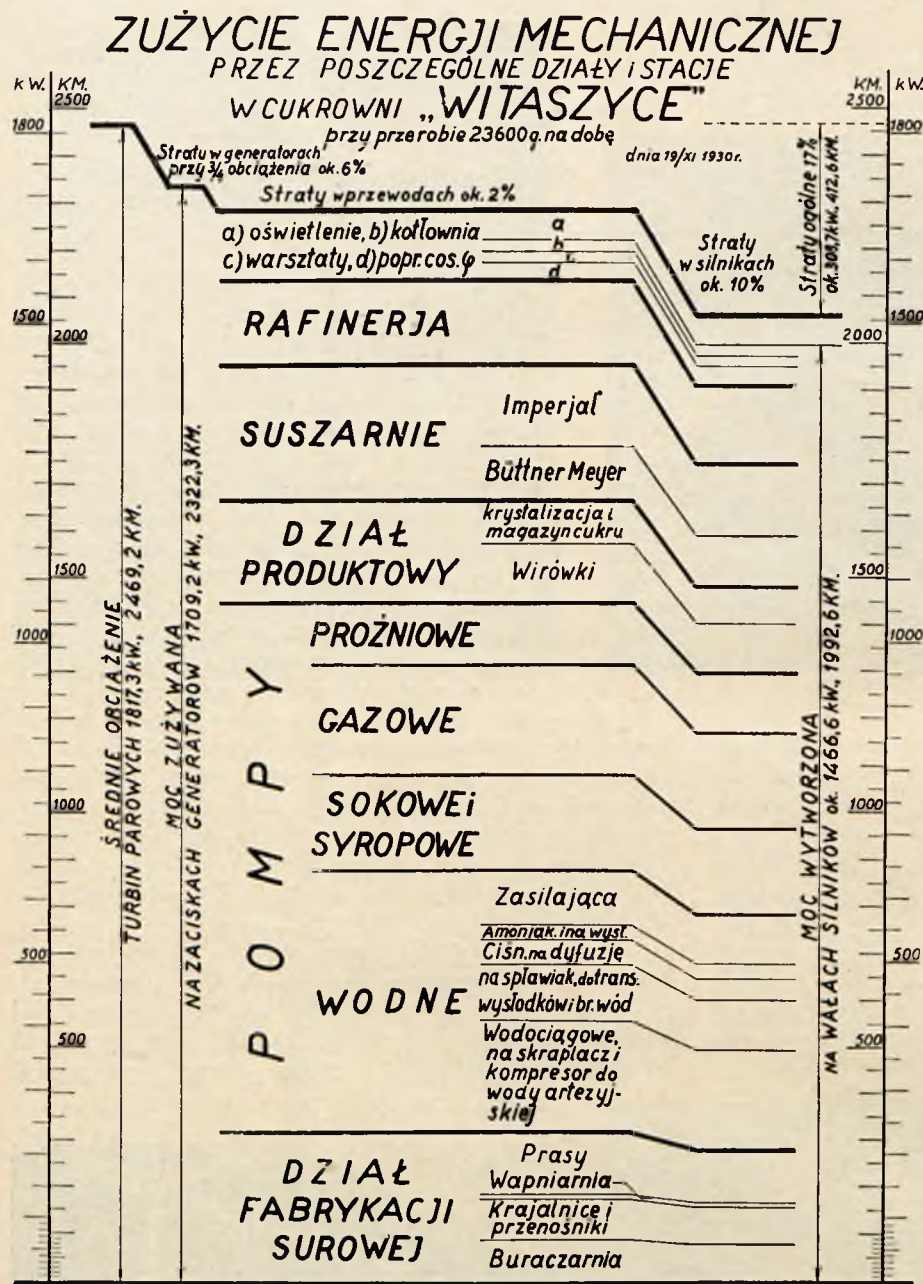 ZUŻYCIE ENERGJI MECHANICZNEJ
PRZEZ POSZCZEGÓLNE DZIAŁY i STACJE
W CUKROWNI „WITASZYCE”
przy przerobie 23600 q. na dobę
dnia 19/XI 1930 r.
kW. KM.
2500
1800
1500
2000
1500
1000
1000
500
500
KM. kW.
2500
1800
1500
2000
1500
1000
1000
500
500
Straty w generatorach
przy ¾ obciążenia ok. 6%
Straty w przewodach ok. 2%
a) oświetlenie, b) kotłownia
c) warsztaty, d) popr. cos. φ
a
b
c
d
Straty
w silnikach
ok. 10%
Straty ogólne 17%
ok. 308,7 kW. 412,6 KM.
RAFINERJA
SUSZARNIE
Imperjal
Büttner Meyer
DZIAŁ
PRODUKTOWY
krystalizacja i
magazyn cukru
Wirówki
POMPY
PROŻNIOWE
GAZOWE
SOKOWE i
SYROPOWE
WODNE
Zasilająca
Amoniak. i na wysł.
Cisn. na dyfuzję
na spławiak, do trans.
wysłodków i br. wód
Wodociągowe,
na skraplacz i
kompresor do
wody artezyj-
skiej
DZIAŁ
FABRYKACJI
SUROWEJ
Prasy
Wapniarnia
Krajalnice i
przenośniki
Buraczarnia
ŚREDNIE OBCIĄŻENIE
TURBIN PAROWYCH 1817,3 kW., 2469,2 KM.
MOC ZUŻYWANA
NA ZACISKACH GENERATORÓW 1709,2 kW., 2322,3 KM.
MOC WYTWORZONA
NA WAŁACH SILNIKÓW ok. 1466,6 kW., 1992,6 KM.